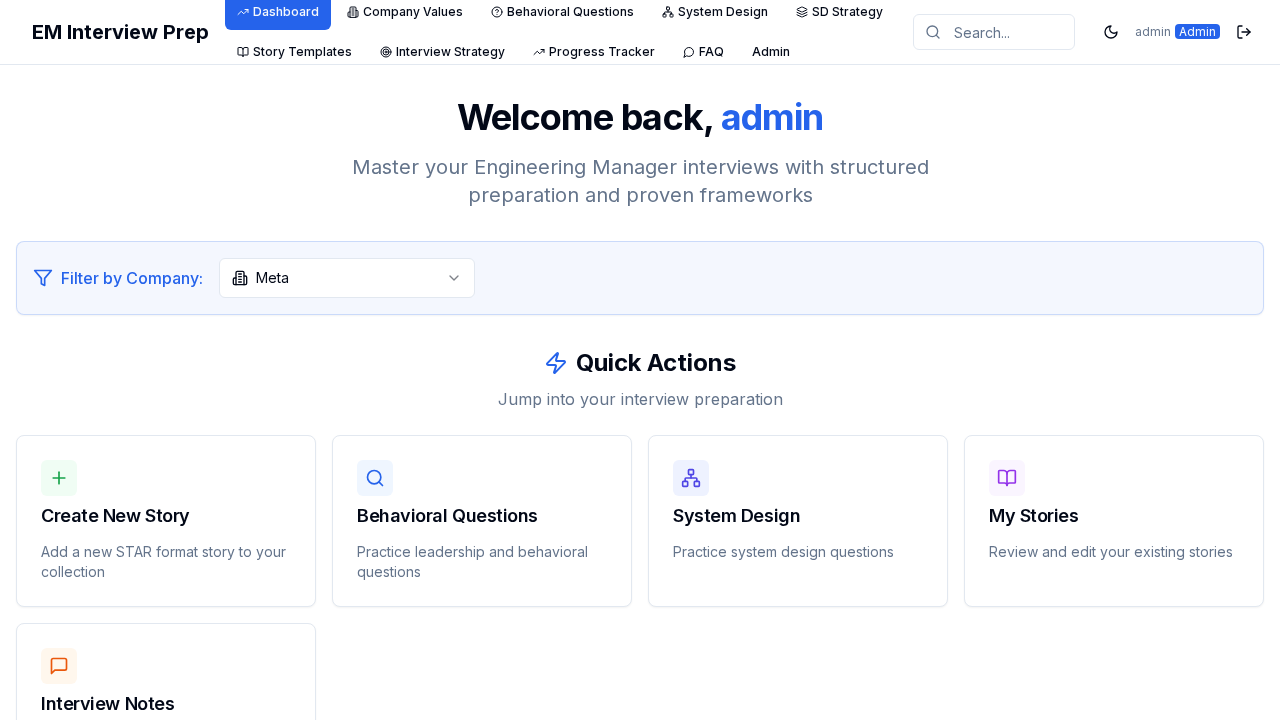 EM Interview Prep
Dashboard
Company Values
Behavioral Questions
System Design
SD Strategy
Story Templates
Interview Strategy
Progress Tracker
FAQ
Admin
Search...
admin Admin
Welcome back, admin
Master your Engineering Manager interviews with structured
preparation and proven frameworks
Filter by Company:
Meta
Quick Actions
Jump into your interview preparation
Create New Story
Add a new STAR format story to your
collection
Behavioral Questions
Practice leadership and behavioral
questions
System Design
Practice system design questions
My Stories
Review and edit your existing stories
Interview Notes